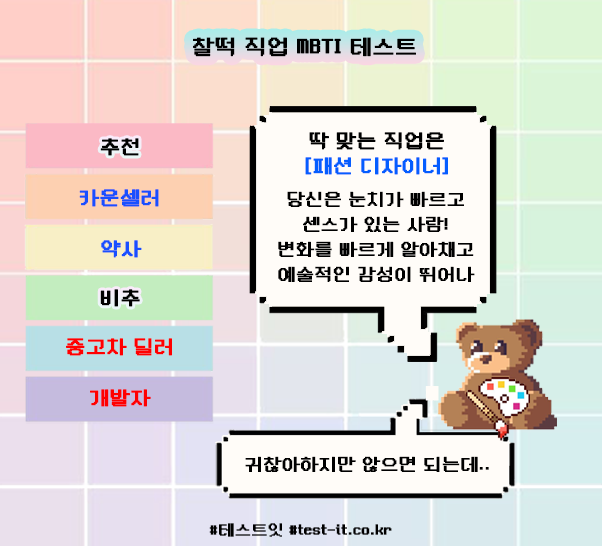 찰떡 직업 MBTI 테스트
추천
카운셀러
약사
비추
중고차 딜러
개발자
딱 맞는 직업은
[패션 디자이너]
당신은 눈치가 빠르고
센스가 있는 사람!
변화를 빠르게 알아채고
예술적인 감성이 뛰어나
귀찮아하지만 않으면 되는데..
#테스트잇 #test-it.co.kr